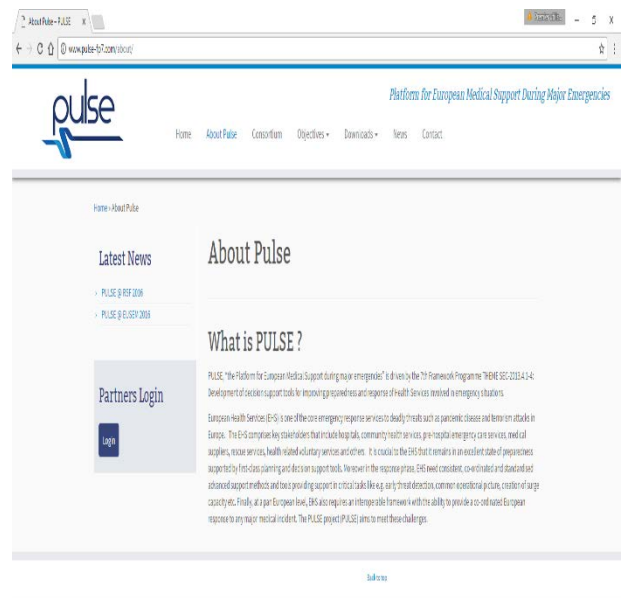 About Pulse – PULSE x
www.pulse-fp7.com/about/
pulse
Platform for European Medical Support During Major Emergencies
Home About Pulse Consortium Objectives Downloads News Contact
Home » About Pulse
Latest News
PULSE @ RSF 2016
PULSE @ EUSEM 2016
Partners Login
Login
About Pulse
What is PULSE ?
PULSE, "the Platform for European Medical Support during major emergencies" is driven by the 7th Framework Programme THEME SEC-2013.4.1-4:
Development of decision support tools for improving preparedness and response of Health Services involved in emergency situations.
European Health Services (EHS) is one of the core emergency response services to deadly threats such as pandemic disease and terrorism attacks in
Europe. The EHS comprises key stakeholders that include hospitals, community health services, pre-hospital emergency care services, medical
suppliers, rescue services, health related voluntary services and others. It is crucial to the EHS that it remains in an excellent state of preparedness
supported by first-class planning and decision support tools. Moreover in the response phase, EHS need consistent, co-ordinated and standardised
advanced support methods and tools providing support in critical tasks like e.g. early threat detection, common operational picture, creation of surge
capacity etc. Finally, at a pan European level, EHS also requires an interoperable framework with the ability to provide a co-ordinated European
response to any major medical incident. The PULSE project (PULSE) aims to meet these challenges.
Back to top